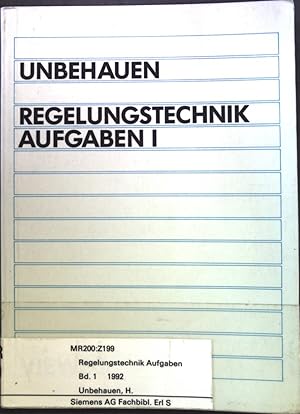 UNBEHAUEN
REGELUNGSTECHNIK
AUFGABEN I
MR200:Z199
Regelungstechnik Aufgaben
Bd. 1 1992
Unbehauen, H.
Siemens AG Fachbibl. Erl S